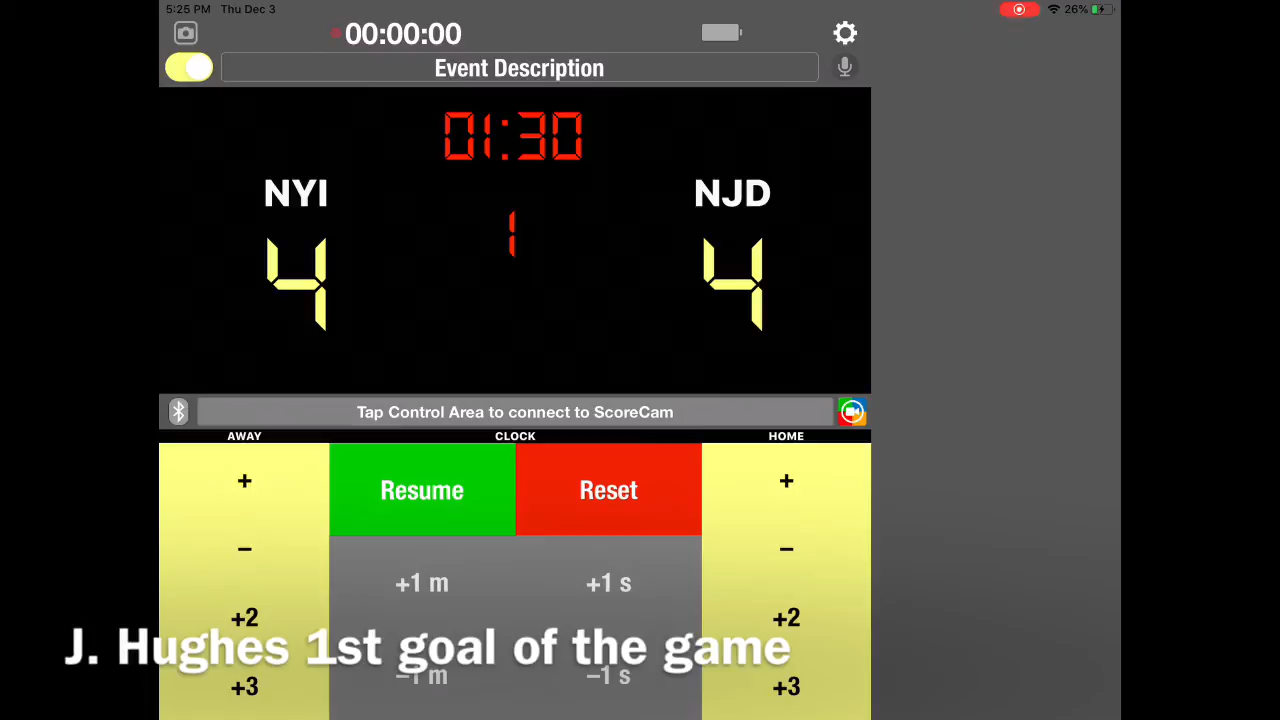 5:25 PM Thu Dec 3
26%
00:00:00
Event Description
01:30
NYI
NJD
1
4
4
Tap Control Area to connect to ScoreCam
AWAY
CLOCK
HOME
+
Resume
Reset
+
–
–
+1 m
+1 s
+2
+2
J. Hughes 1st goal of the game
–1 m
–1 s
+3
+3